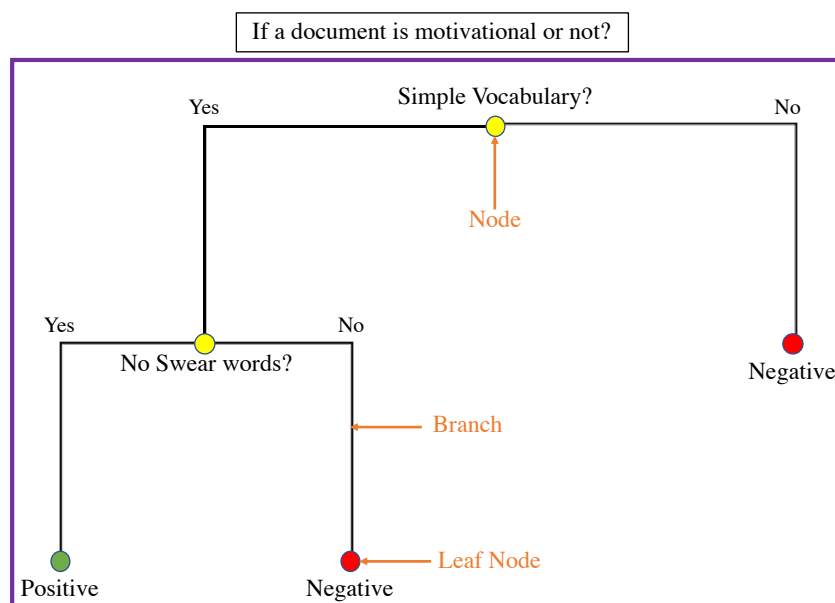 If a document is motivational or not?
Simple Vocabulary?
Yes
No
Node
Yes
No
No Swear words?
Negative
Branch
Leaf Node
Positive
Negative